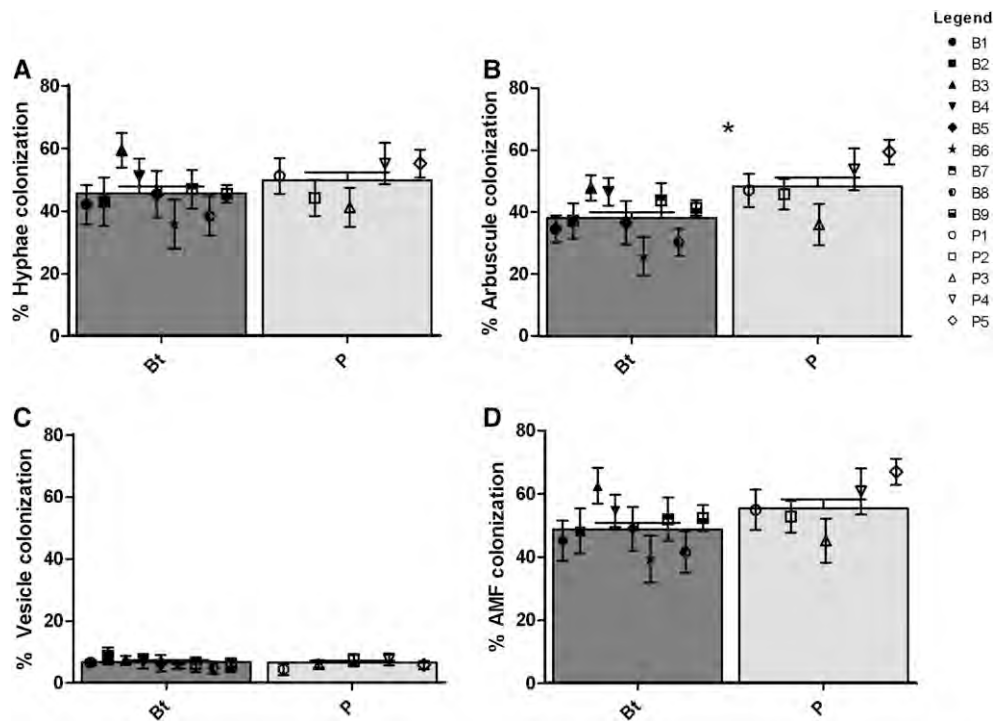 Legend
B1
B2
B3
B4
B5
B6
B7
B8
B9
P1
P2
P3
P4
P5
A
% Hyphae colonization
80
60
40
20
0
Bt
P
B
% Arbuscule colonization
80
60
40
20
0
*
Bt
P
C
% Vesicle colonization
80
60
40
20
0
Bt
P
D
% AMF colonization
80
60
40
20
0
Bt
P